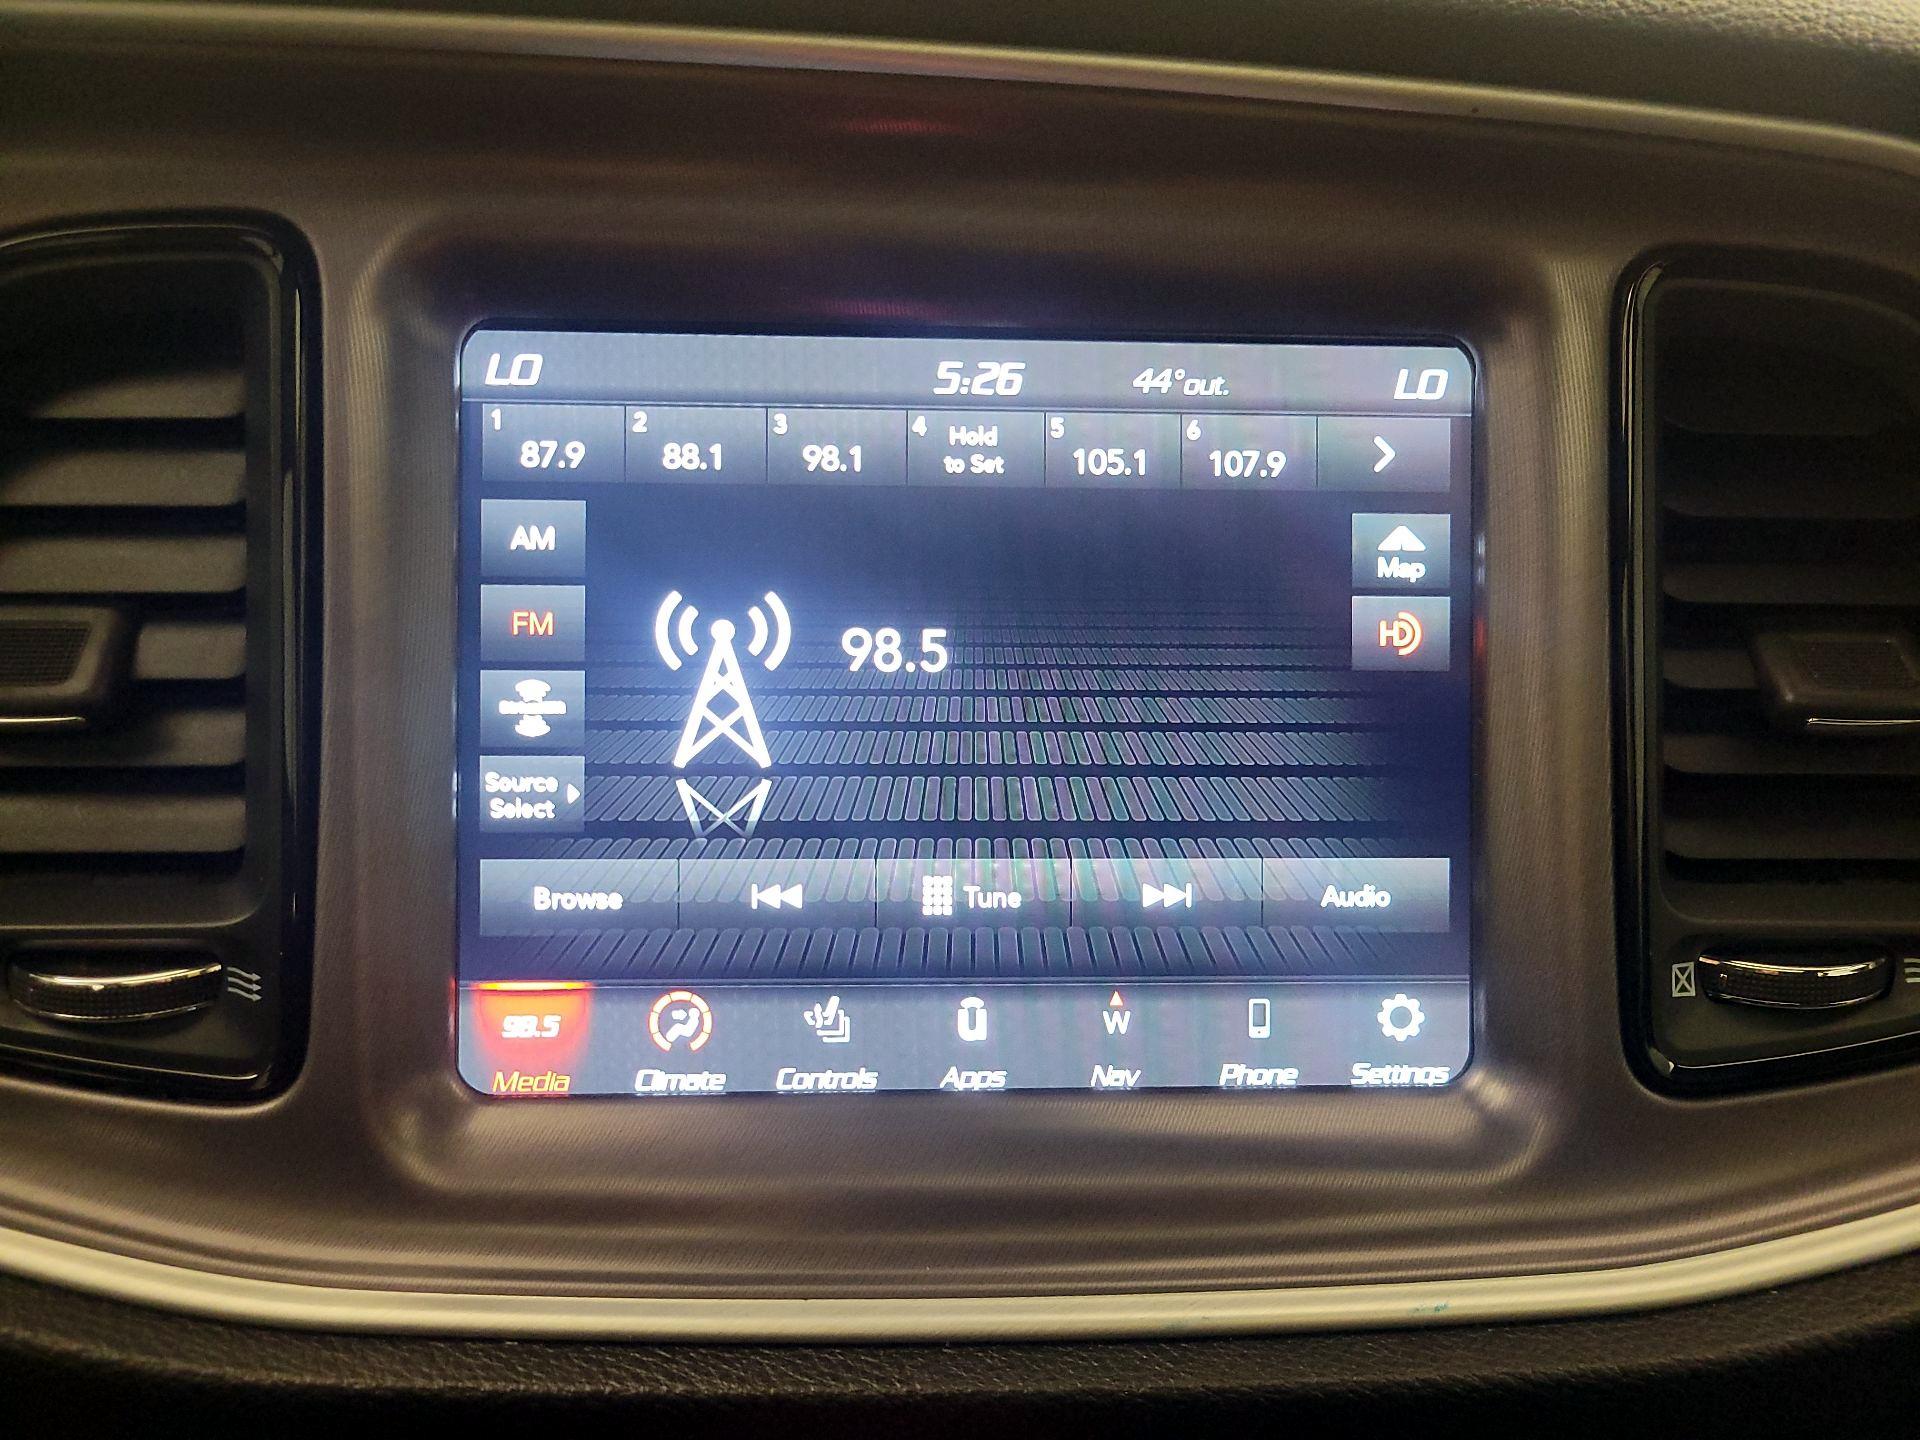 LO 5:26 44°out. LO
1 87.9 2 88.1 3 98.1 4 Hold to Set 5 105.1 6 107.9
AM
Map
FM
98.5
HD
Source
Select
Browse Tune Audio
98.5 W
Media Climate Controls Apps Nav Phone Settings